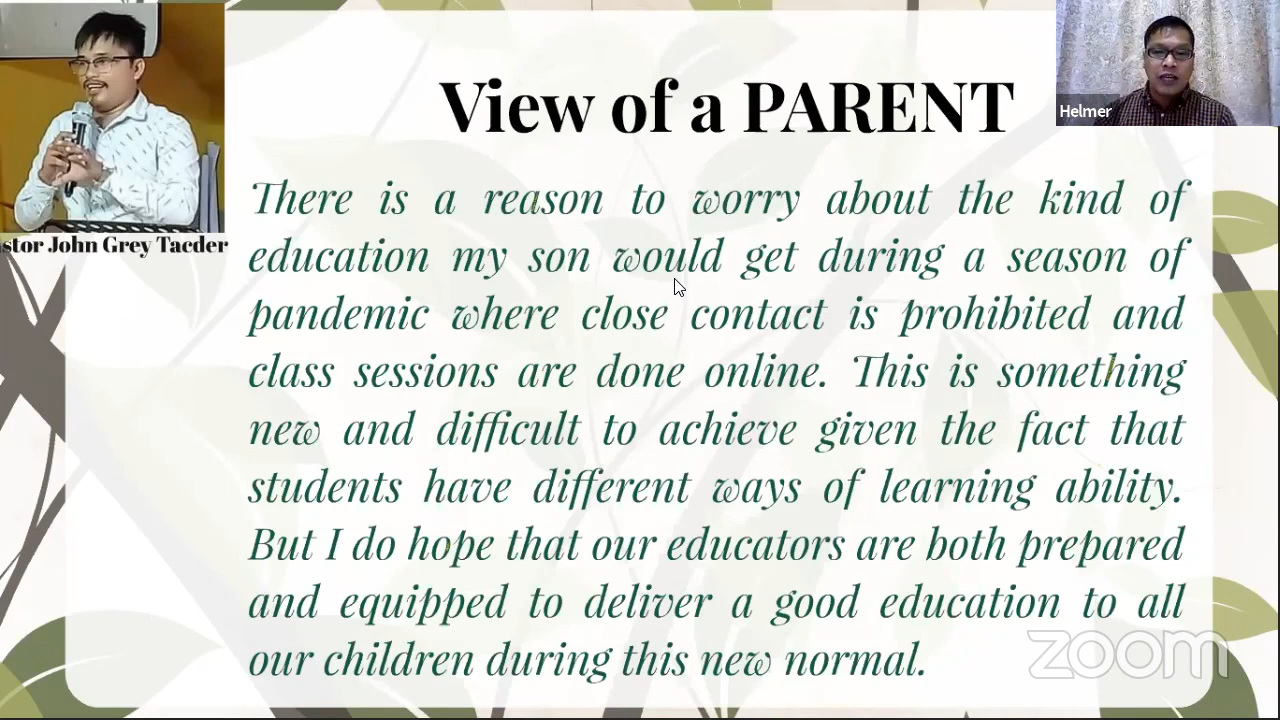 View of a PARENT
Helmer
There is a reason to worry about the kind of
education my son would get during a season of
pandemic where close contact is prohibited and
class sessions are done online. This is something
new and difficult to achieve given the fact that
students have different ways of learning ability.
But I do hope that our educators are both prepared
and equipped to deliver a good education to all
our children during this new normal.
stor John Grey Tacder
zoom